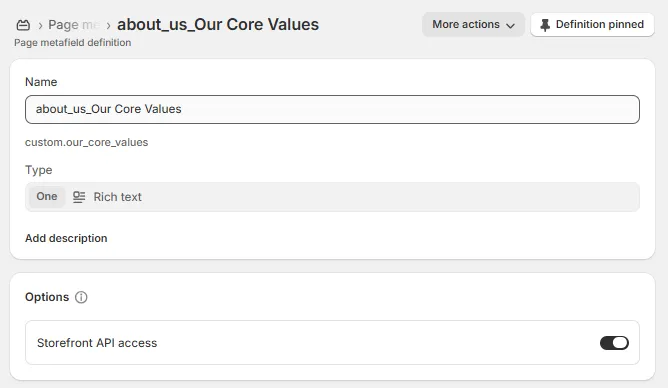 Page me
about_us_Our Core Values
More actions
Definition pinned
Page metafield definition
Name
about_us_Our Core Values
custom.our_core_values
Type
One Rich text
Add description
Options
Storefront API access